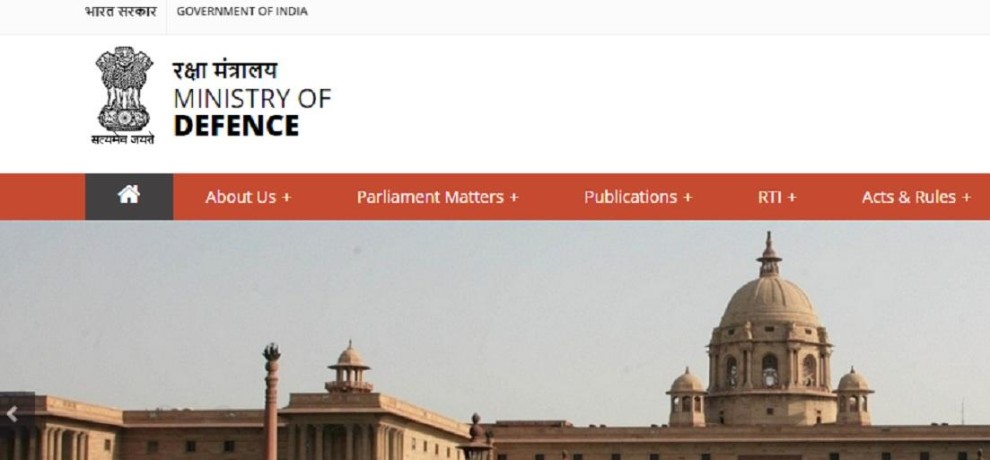 भारत सरकार GOVERNMENT OF INDIA
रक्षा मंत्रालय
MINISTRY OF
DEFENCE
सत्यमेव जयते
About Us + Parliament Matters + Publications + RTI + Acts & Rules +